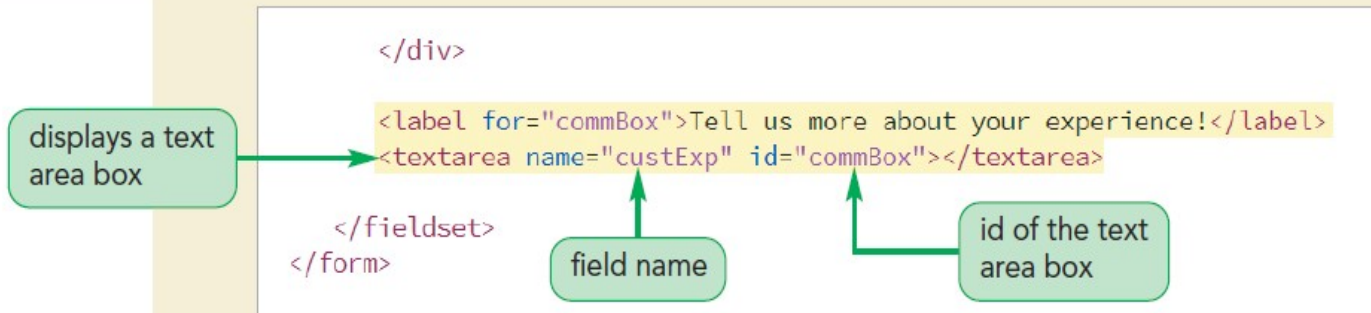 </div>
<label for="commBox">Tell us more about your experience!</label>
<textarea name="custExp" id="commBox"></textarea>
</fieldset>
</form>
displays a text
area box
field name
id of the text
area box